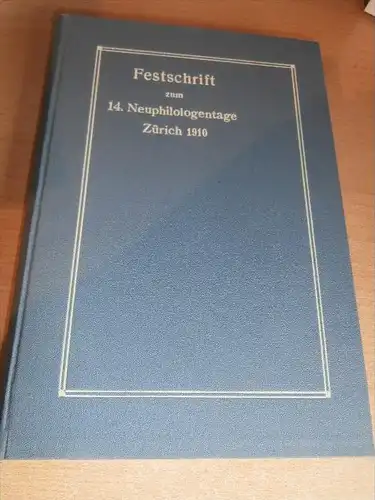 Festschrift
zum
14. Neuphilologentage
Zürich 1910